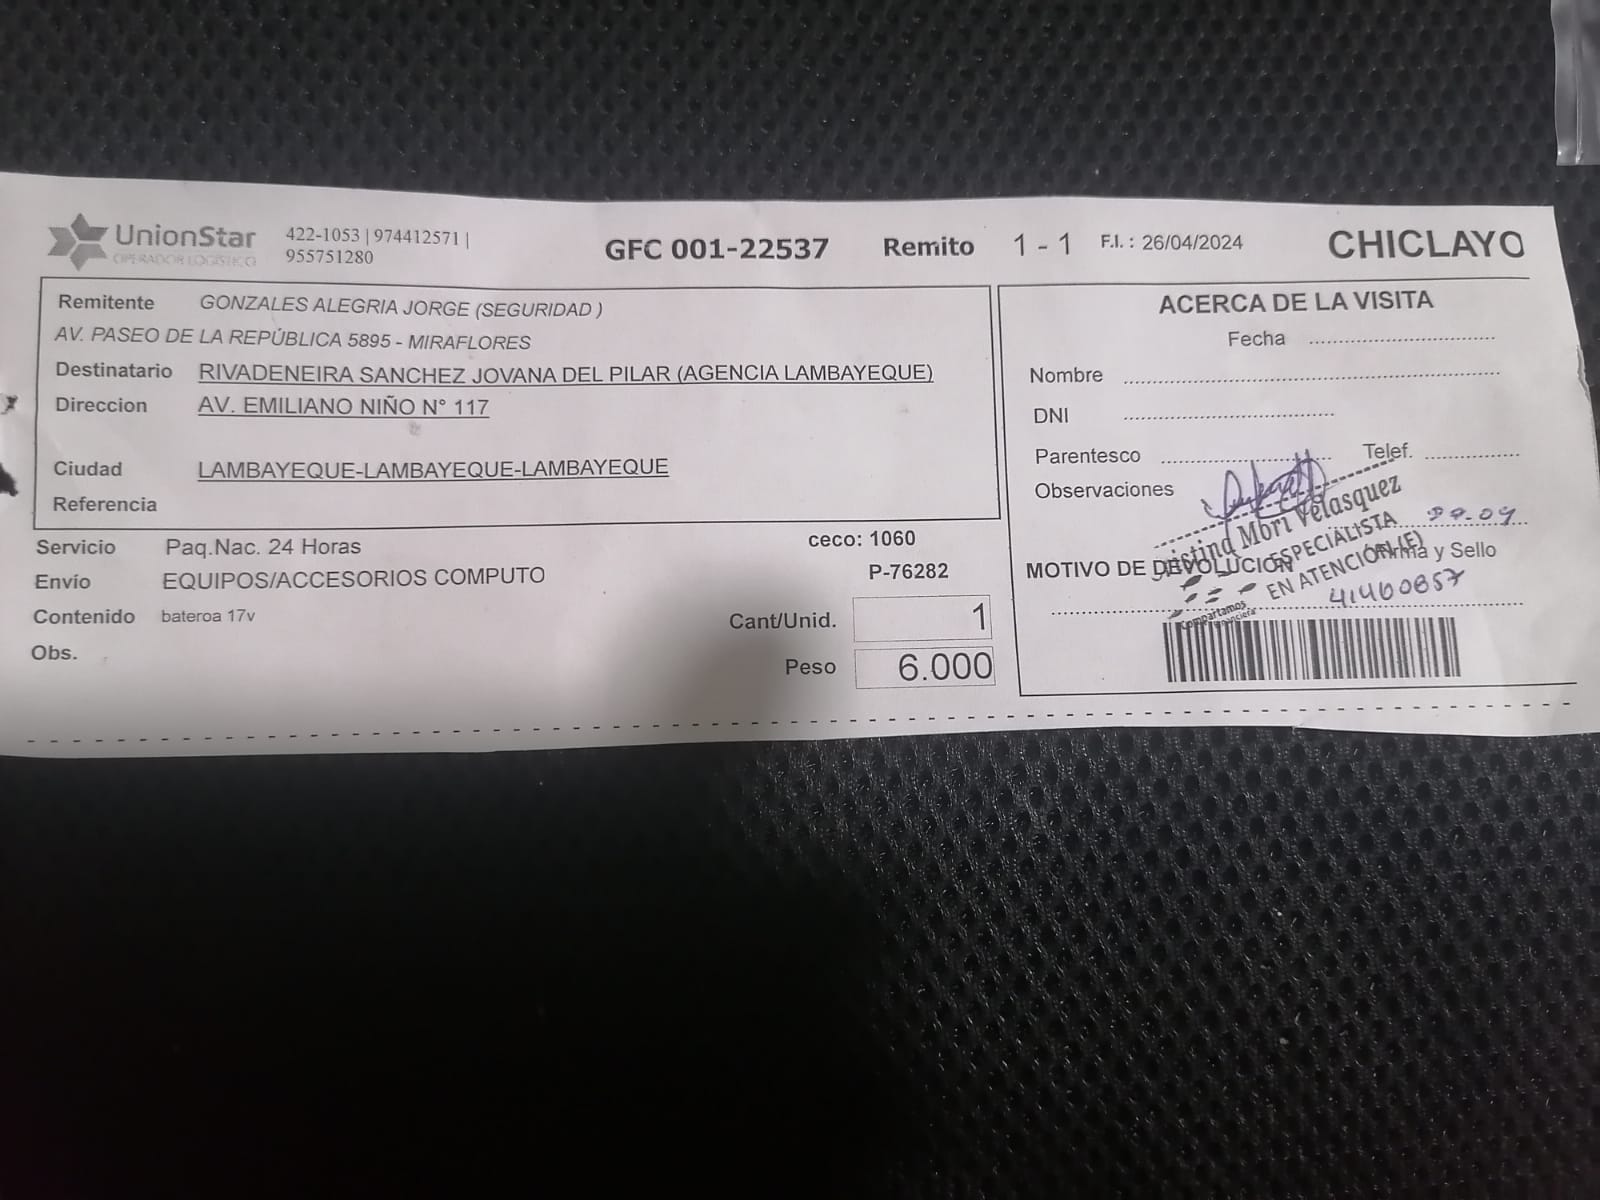 UnionStar
OPERADOR LOGISTICO
422-1053 | 974412571 |
955751280
GFC 001-22537
Remito 1 - 1
F.I. : 26/04/2024
CHICLAYO
Remitente GONZALES ALEGRIA JORGE (SEGURIDAD )
AV. PASEO DE LA REPÚBLICA 5895 - MIRAFLORES
Destinatario RIVADENEIRA SANCHEZ JOVANA DEL PILAR (AGENCIA LAMBAYEQUE)
Direccion AV. EMILIANO NIÑO N° 117
Ciudad LAMBAYEQUE-LAMBAYEQUE-LAMBAYEQUE
Referencia
Servicio Paq.Nac. 24 Horas
ceco: 1060
Envío EQUIPOS/ACCESORIOS COMPUTO
P-76282
Contenido bateroa 17v
Cant/Unid. 1
Obs.
Peso 6.000
ACERCA DE LA VISITA
Fecha
Nombre
DNI
Parentesco Telef.
Observaciones
Mori Velasquez
ESPECIALISTA
EN ATENCIÓN (E)
Compartamos
financiera
MOTIVO DE DEVOLUCION
Firma y Sello
41460857